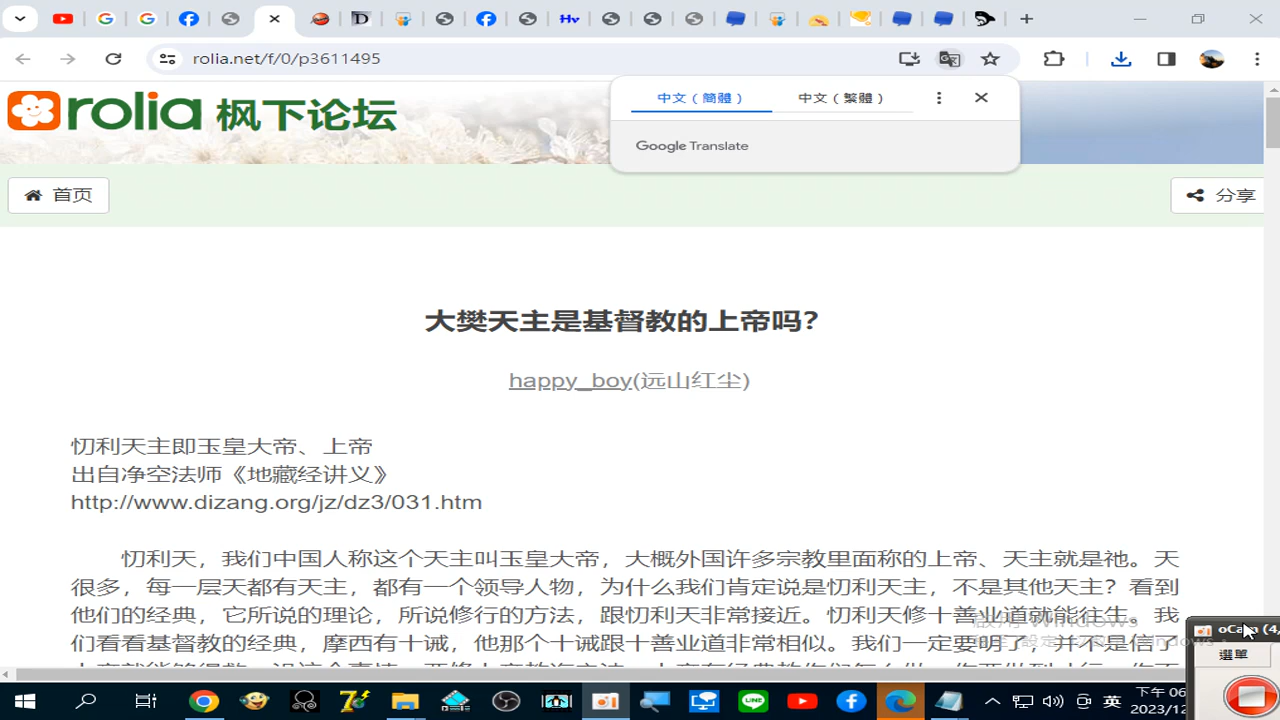 rolia.net/f/0/p3611495
中文（簡體）
中文（繁體）
Google Translate
rolia 枫下论坛
首页
分享
大樊天主是基督教的上帝吗？
happy_boy(远山红尘)
忉利天主即玉皇大帝、上帝
出自净空法师《地藏经讲义》
http://www.dizang.org/jz/dz3/031.htm
忉利天，我们中国人称这个天主叫玉皇大帝，大概外国许多宗教里面称的上帝、天主就是祂。天
很多，每一层天都有天主，都有一个领导人物，为什么我们肯定说是忉利天主，不是其他天主？看到
他们的经典，它所说的理论，所说修行的方法，跟忉利天非常接近。忉利天修十善业道就能往生。我
们看看基督教的经典，摩西有十诫，他那个十诫跟十善业道非常相似。我们一定要明了，并不是信了
啟用 Windows
oCam (4,
選單
英
下午 06
2023/12